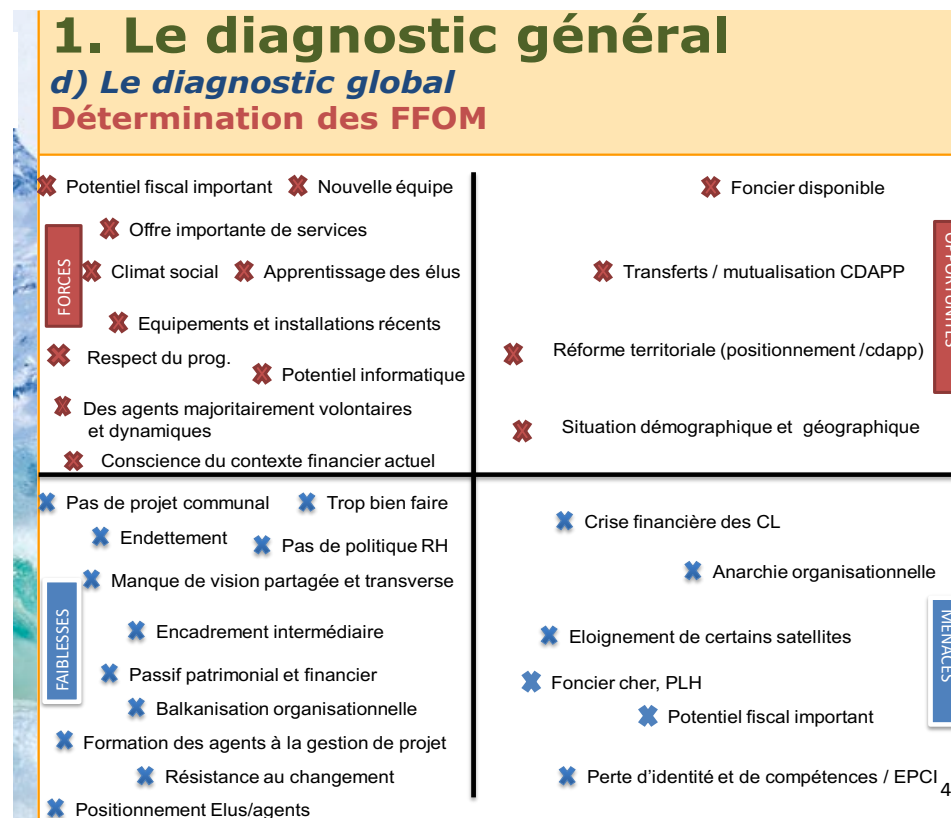 1. Le diagnostic général
d) Le diagnostic global
Détermination des FFOM
Potentiel fiscal important
Nouvelle équipe
Offre importante de services
FORCES
Climat social
Apprentissage des élus
Equipements et installations récents
Respect du prog.
Potentiel informatique
Des agents majoritairement volontaires
et dynamiques
Conscience du contexte financier actuel
Foncier disponible
OPPORTUNITES
Transferts / mutualisation CDAPP
Réforme territoriale (positionnement /cdapp)
Situation démographique et géographique
Pas de projet communal
Trop bien faire
Endettement
Pas de politique RH
Manque de vision partagée et transverse
FAIBLESSES
Encadrement intermédiaire
Passif patrimonial et financier
Balkanisation organisationnelle
Formation des agents à la gestion de projet
Résistance au changement
Positionnement Elus/agents
Crise financière des CL
Anarchie organisationnelle
MENACES
Eloignement de certains satellites
Foncier cher, PLH
Potentiel fiscal important
Perte d'identité et de compétences / EPCI
4